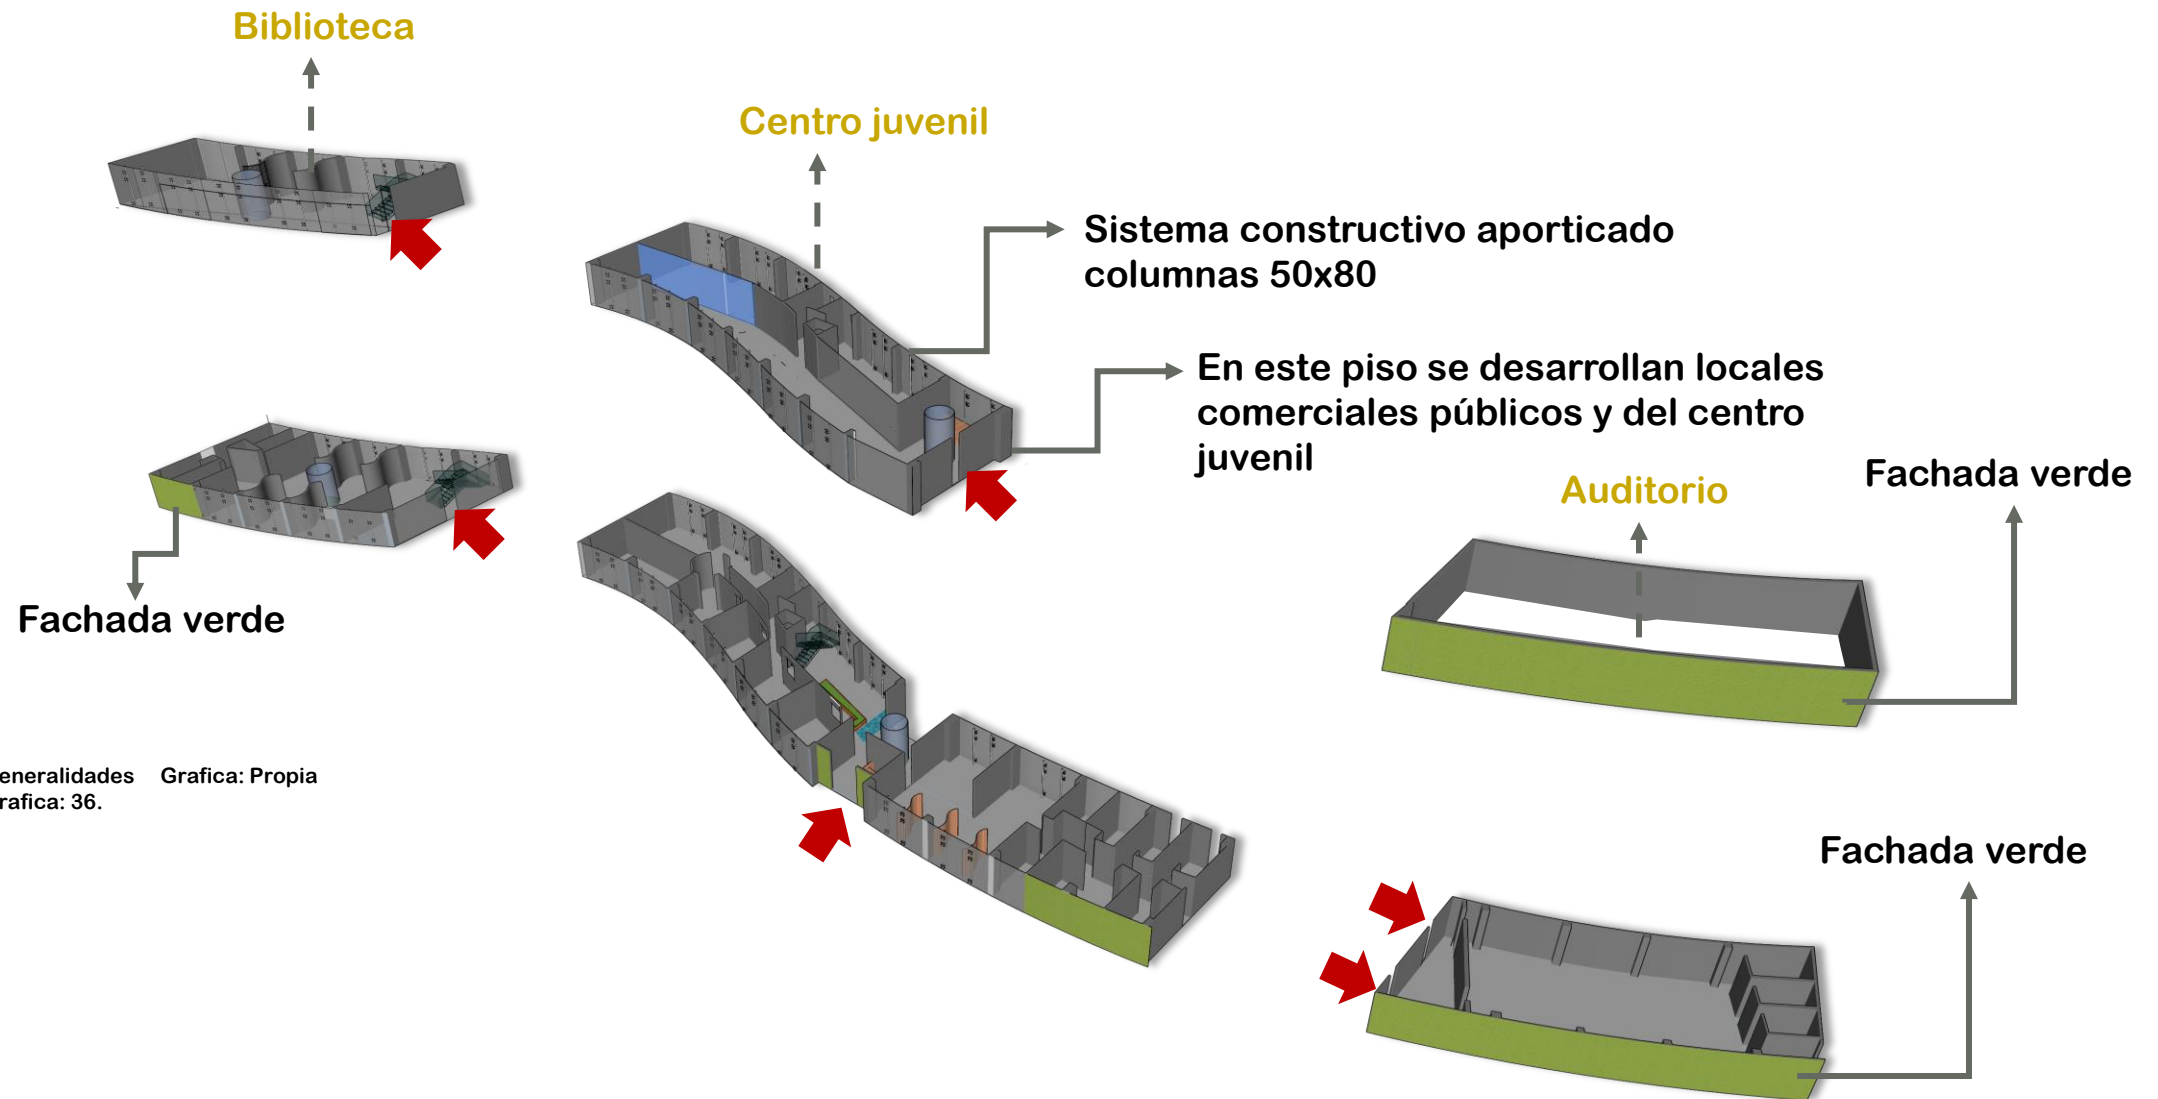 Biblioteca
Centro juvenil
Sistema constructivo aporticado
columnas 50x80
En este piso se desarrollan locales
comerciales públicos y del centro
juvenil
Auditorio
Fachada verde
Fachada verde
eneralidades Grafica: Propia
rafica: 36.
Fachada verde